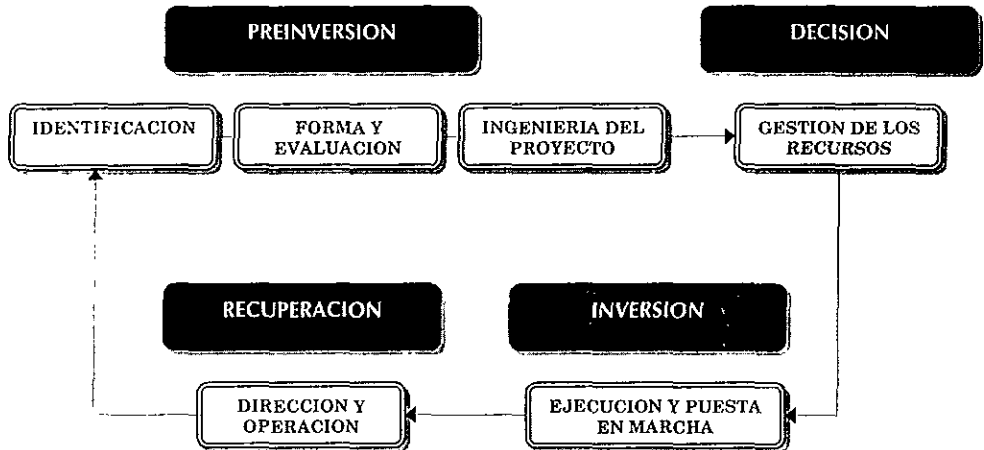 PREINVERSION
DECISION
IDENTIFICACION
FORMA Y
EVALUACION
INGENIERIA DEL
PROYECTO
GESTION DE LOS
RECURSOS
RECUPERACION
INVERSION
DIRECCION Y
OPERACION
EJECUCION Y PUESTA
EN MARCHA